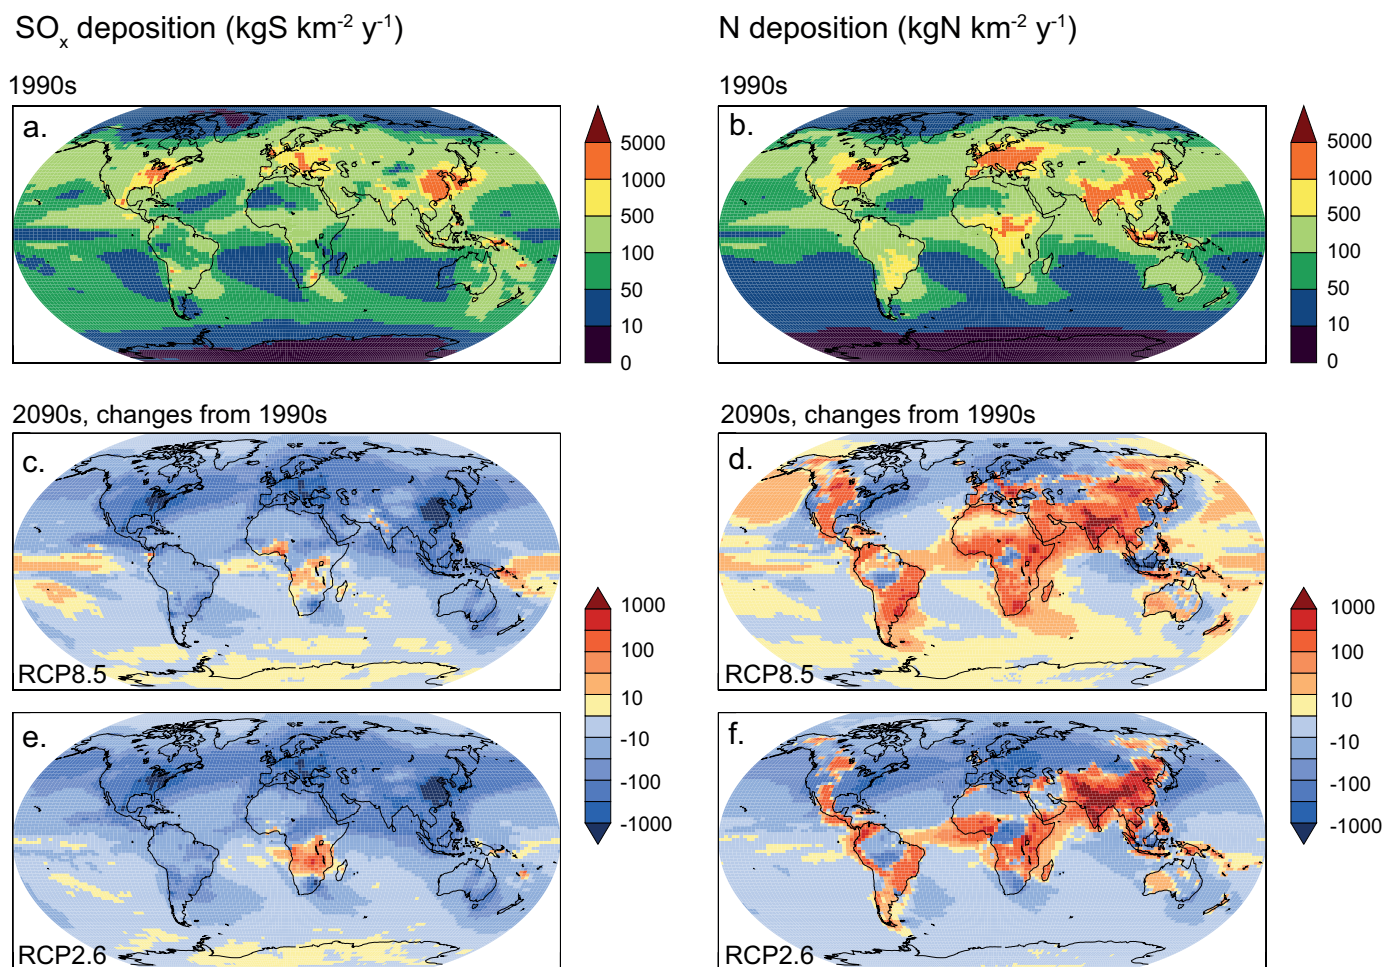 SOx deposition (kgS km-2 y-1)
N deposition (kgN km-2 y-1)
1990s
1990s
a.
5000
1000
500
100
50
10
0
b.
5000
1000
500
100
50
10
0
2090s, changes from 1990s
2090s, changes from 1990s
c.
RCP8.5
d.
RCP8.5
1000
100
10
-10
-100
-1000
1000
100
10
-10
-100
-1000
e.
RCP2.6
f.
RCP2.6